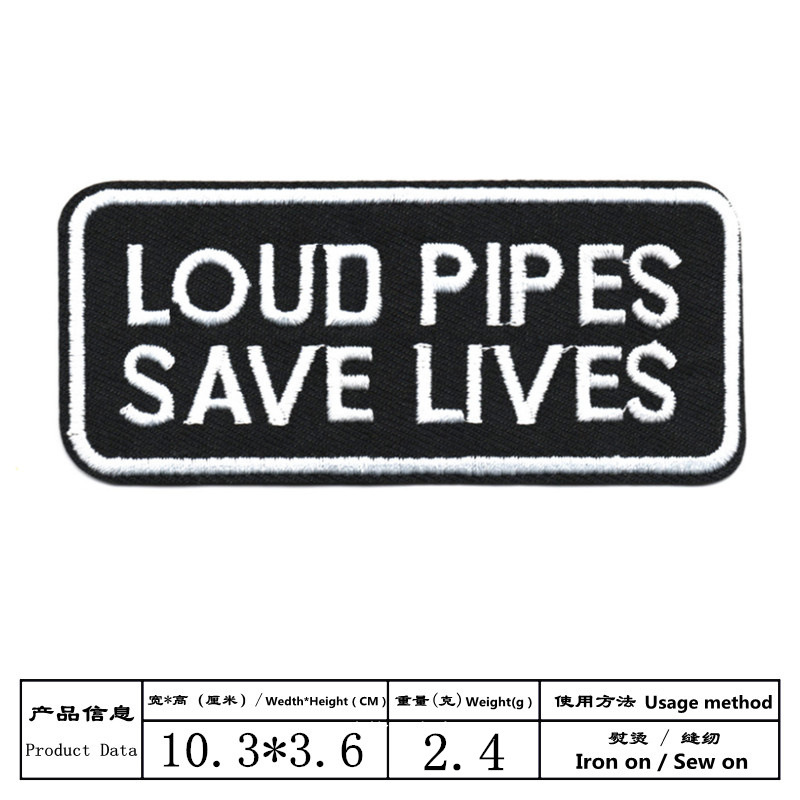 LOUD PIPES
SAVE LIVES
产品信息
Product Data
宽*高（厘米）/ Wedth*Height ( CM )
10.3*3.6
重量(克) Weight(g)
2.4
使用方法 Usage method
熨烫 / 缝纫
Iron on / Sew on